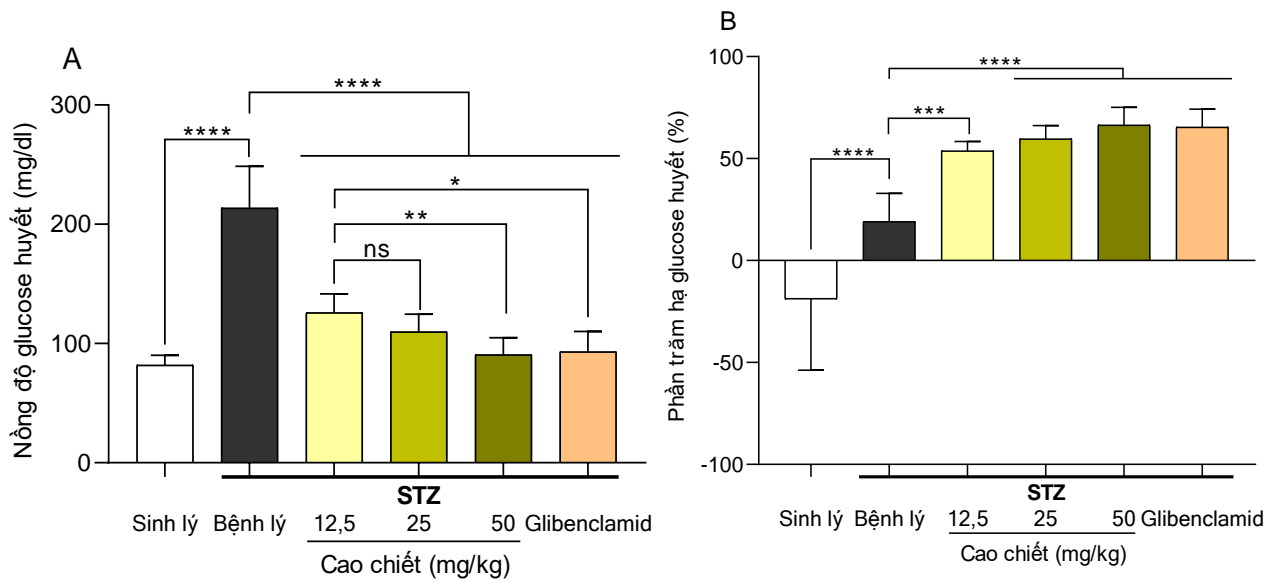 A
Nồng độ glucose huyết (mg/dl)
300
200
100
0
****
****
*
**
ns
STZ
Sinh lý Bệnh lý 12,5 25 50 Glibenclamid
Cao chiết (mg/kg)
B
Phần trăm hạ glucose huyết (%)
100
50
0
-50
-100
****
***
****
STZ
Sinh lý Bệnh lý 12,5 25 50 Glibenclamid
Cao chiết (mg/kg)